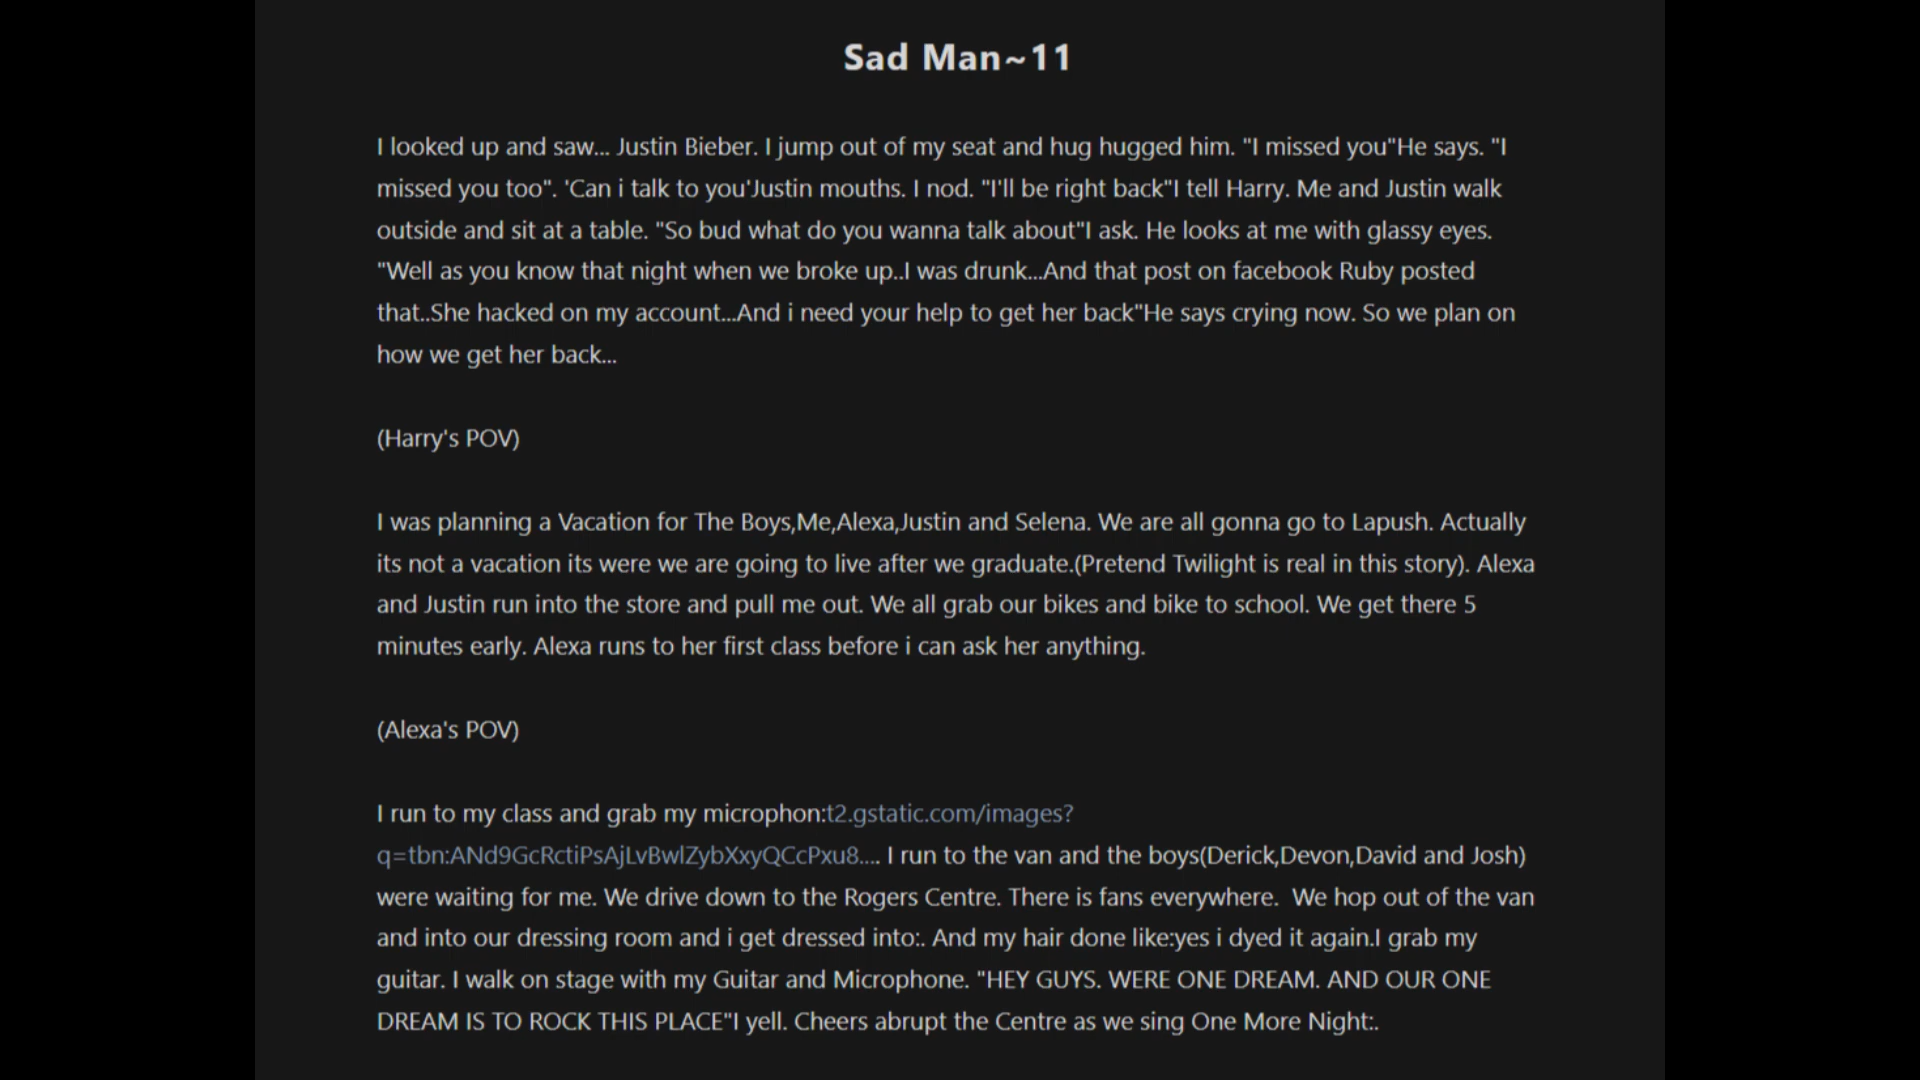 Sad Man~11
I looked up and saw... Justin Bieber. I jump out of my seat and hug hugged him. "I missed you"He says. "I
missed you too". 'Can i talk to you'Justin mouths. I nod. "I'll be right back"I tell Harry. Me and Justin walk
outside and sit at a table. "So bud what do you wanna talk about"I ask. He looks at me with glassy eyes.
"Well as you know that night when we broke up..I was drunk...And that post on facebook Ruby posted
that..She hacked on my account...And i need your help to get her back"He says crying now. So we plan on
how we get her back...
(Harry's POV)
I was planning a Vacation for The Boys,Me,Alexa,Justin and Selena. We are all gonna go to Lapush. Actually
its not a vacation its were we are going to live after we graduate.(Pretend Twilight is real in this story). Alexa
and Justin run into the store and pull me out. We all grab our bikes and bike to school. We get there 5
minutes early. Alexa runs to her first class before i can ask her anything.
(Alexa's POV)
I run to my class and grab my microphon:t2.gstatic.com/images?
q=tbn:ANd9GcRctiPsAjLvBwlZybXxyQCcPxu8.... I run to the van and the boys(Derick,Devon,David and Josh)
were waiting for me. We drive down to the Rogers Centre. There is fans everywhere.  We hop out of the van
and into our dressing room and i get dressed into:. And my hair done like:yes i dyed it again.I grab my
guitar. I walk on stage with my Guitar and Microphone. "HEY GUYS. WERE ONE DREAM. AND OUR ONE
DREAM IS TO ROCK THIS PLACE"I yell. Cheers abrupt the Centre as we sing One More Night:.